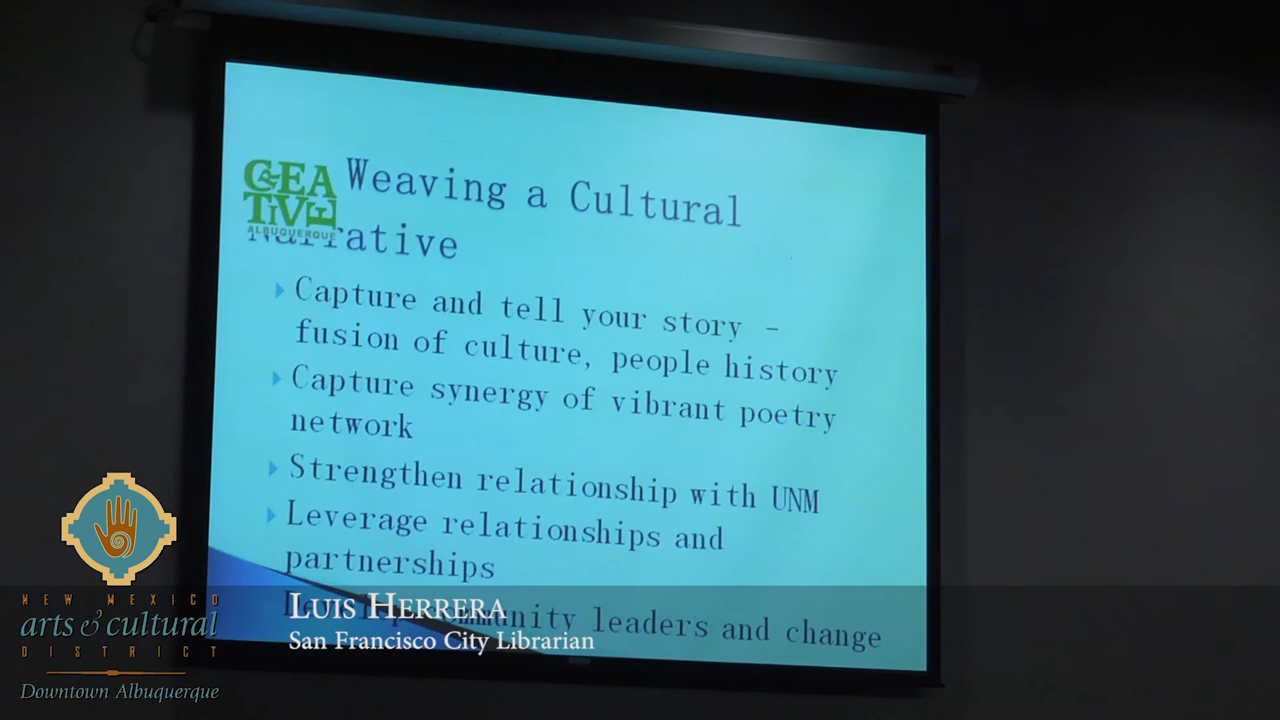 CREA
TIVE
ALBUQUERQUE
Weaving a Cultural
Narrative
Capture and tell your story –
fusion of culture, people history
Capture synergy of vibrant poetry
network
Strengthen relationship with UNM
Leverage relationships and
partnerships
community leaders and change
LUIS HERRERA
San Francisco City Librarian
NEW MEXICO
arts & cultural
DISTRICT
Downtown Albuquerque